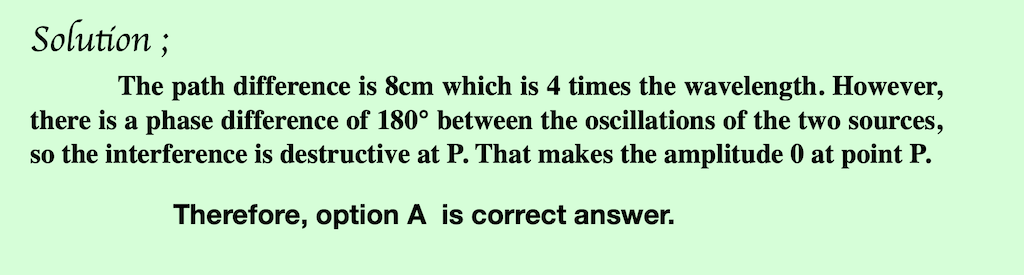 Solution ;
The path difference is 8cm which is 4 times the wavelength. However,
there is a phase difference of 180° between the oscillations of the two sources,
so the interference is destructive at P. That makes the amplitude 0 at point P.
Therefore, option A is correct answer.